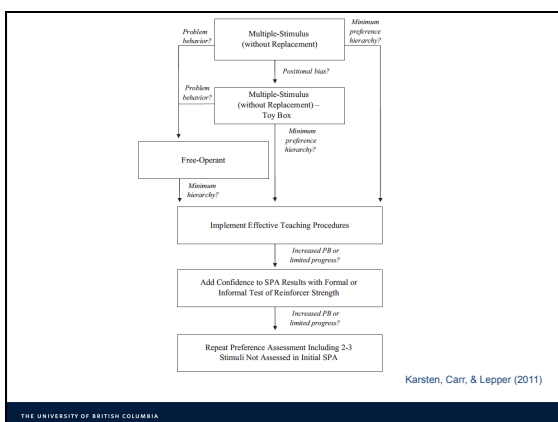 Problem
behavior?
Multiple-Stimulus
(without Replacement)
Minimum
preference
hierarchy?
Positional bias?
Problem
behavior?
Multiple-Stimulus
(without Replacement) –
Toy Box
Minimum
preference
hierarchy?
Free-Operant
Minimum
hierarchy?
Implement Effective Teaching Procedures
Increased PB or
limited progress?
Add Confidence to SPA Results with Formal or
Informal Test of Reinforcer Strength
Increased PB or
limited progress?
Repeat Preference Assessment Including 2-3
Stimuli Not Assessed in Initial SPA
Karsten, Carr, & Lepper (2011)
THE UNIVERSITY OF BRITISH COLUMBIA